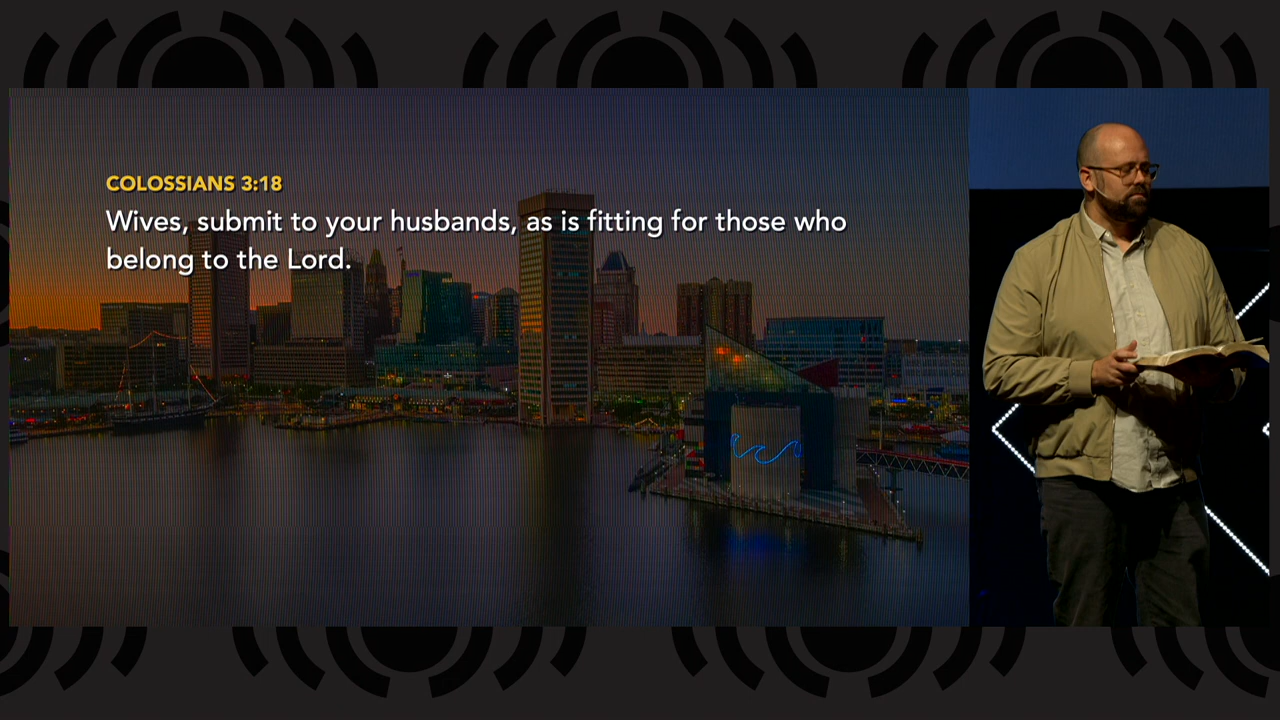 COLOSSIANS 3:18
Wives, submit to your husbands, as is fitting for those who
belong to the Lord.